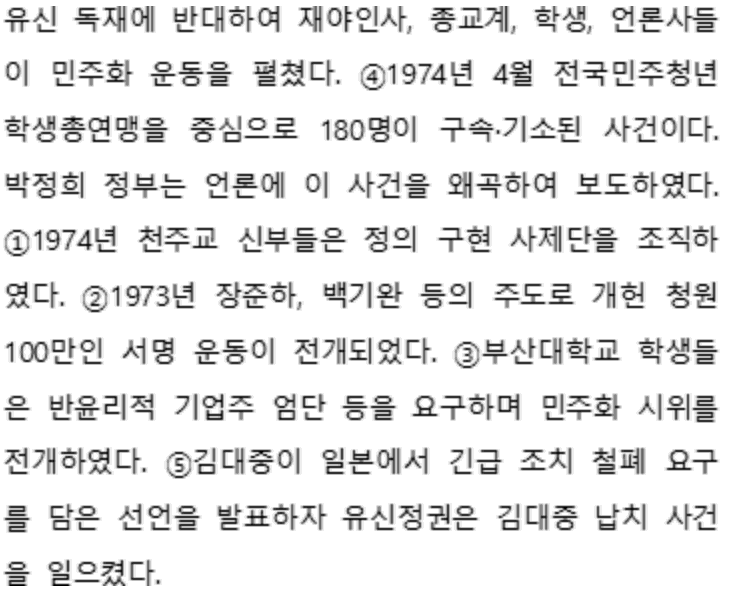 유신 독재에 반대하여 재야인사, 종교계, 학생, 언론사들
이 민주화 운동을 펼쳤다. ④1974년 4월 전국민주청년
학생총연맹을 중심으로 180명이 구속·기소된 사건이다.
박정희 정부는 언론에 이 사건을 왜곡하여 보도하였다.
①1974년 천주교 신부들은 정의 구현 사제단을 조직하
였다. ②1973년 장준하, 백기완 등의 주도로 개헌 청원
100만인 서명 운동이 전개되었다. ③부산대학교 학생들
은 반윤리적 기업주 엄단 등을 요구하며 민주화 시위를
전개하였다. ⑤김대중이 일본에서 긴급 조치 철폐 요구
를 담은 선언을 발표하자 유신정권은 김대중 납치 사건
을 일으켰다.